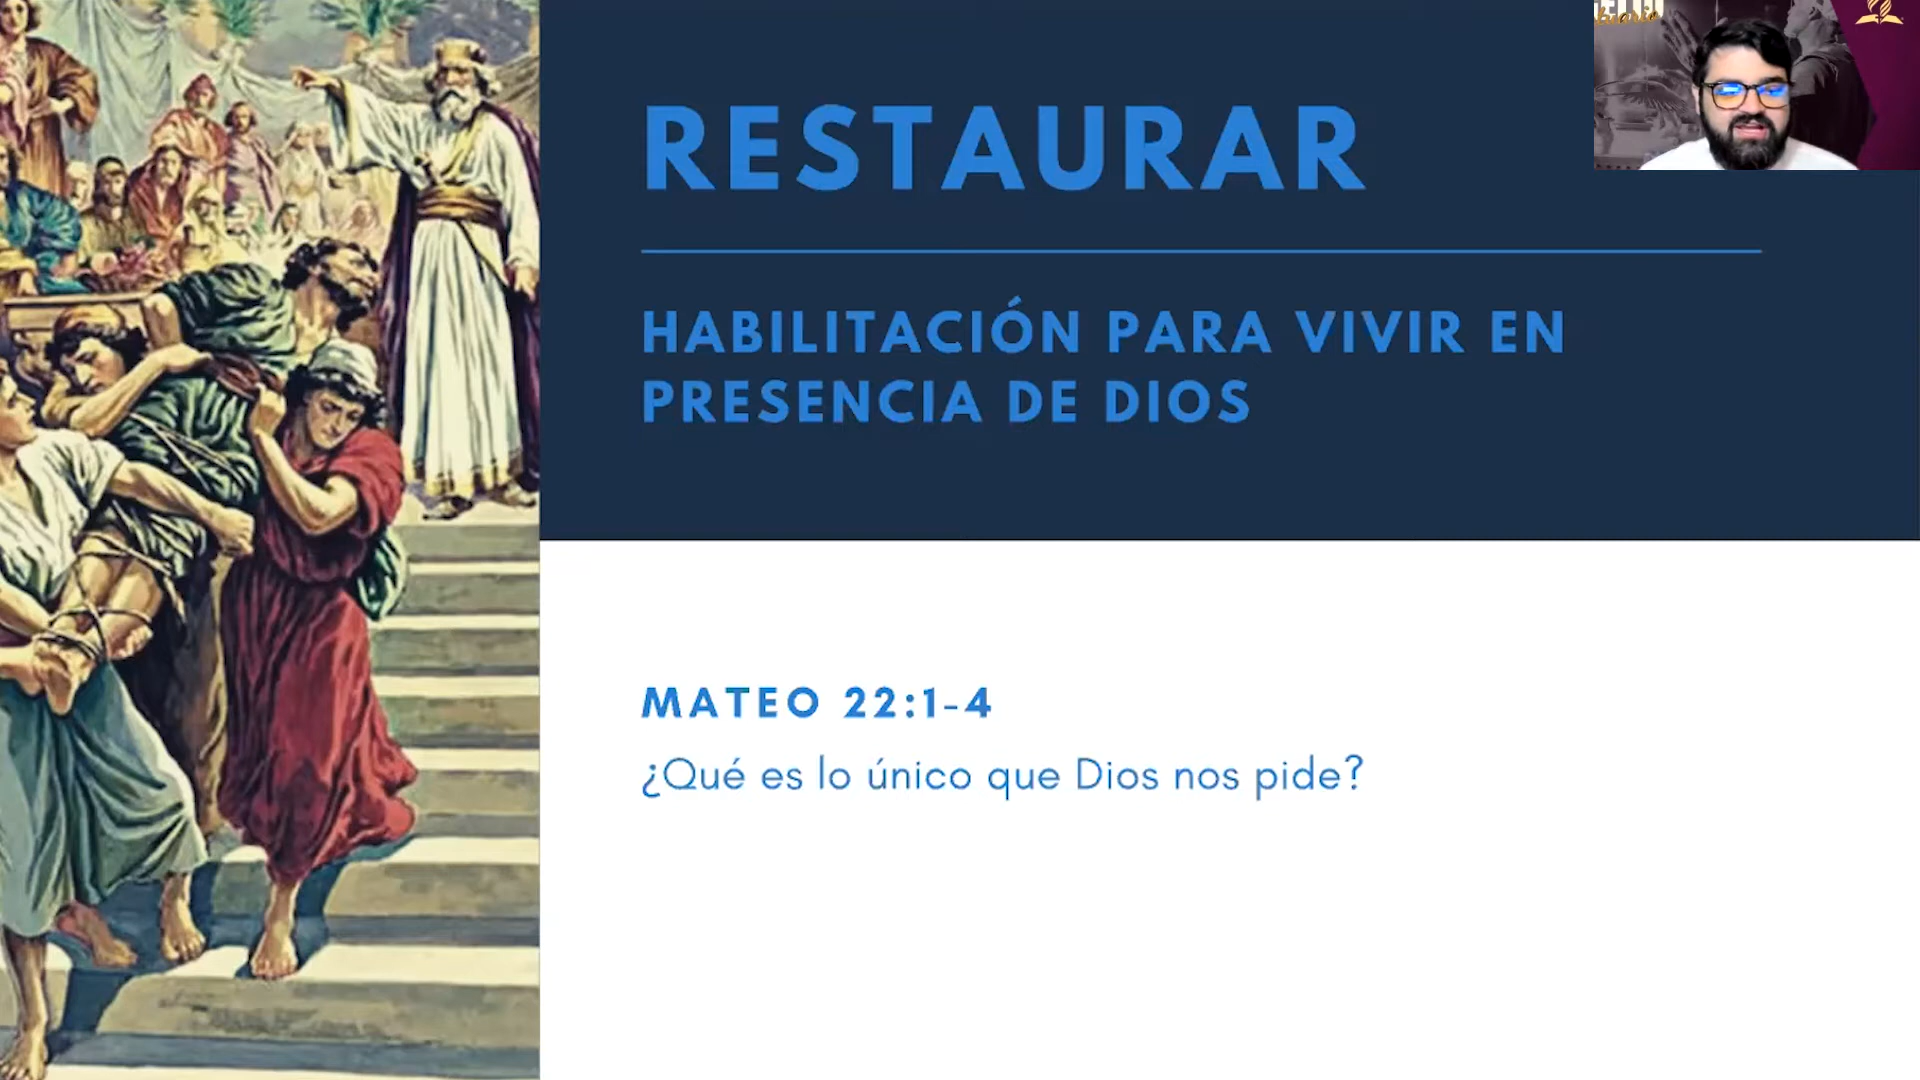 RESTAURAR
HABILITACIÓN PARA VIVIR EN
PRESENCIA DE DIOS
MATEO 22:1-4
¿Qué es lo único que Dios nos pide?